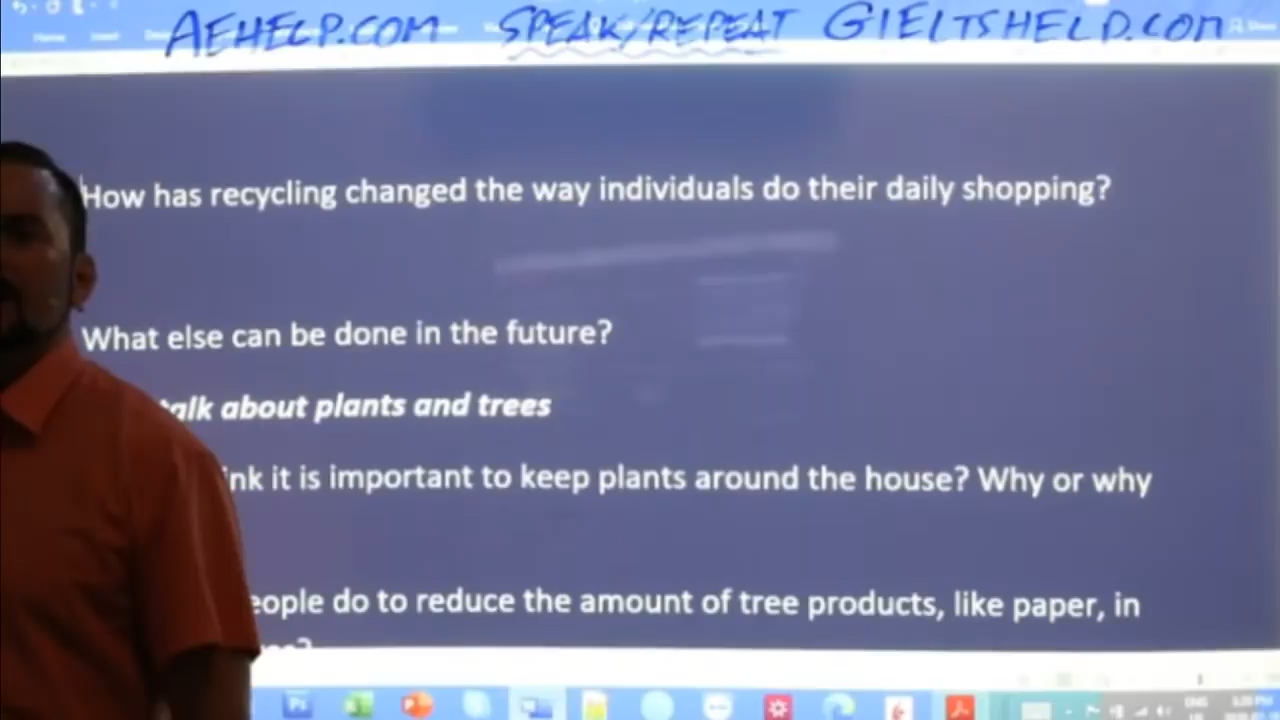 AEHELP.COM SPEAK/REPEAT GIELTSHELP.COM
How has recycling changed the way individuals do their daily shopping?
What else can be done in the future?
talk about plants and trees
it is important to keep plants around the house? Why or why
do to reduce the amount of tree products, like paper, in